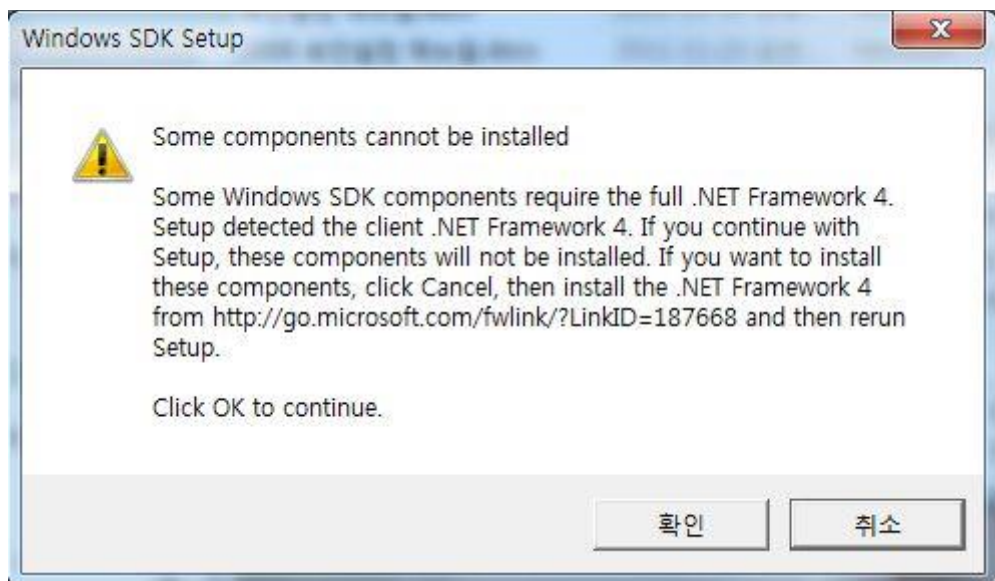 Windows SDK Setup
Some components cannot be installed
Some Windows SDK components require the full .NET Framework 4.
Setup detected the client .NET Framework 4. If you continue with
Setup, these components will not be installed. If you want to install
these components, click Cancel, then install the .NET Framework 4
from http://go.microsoft.com/fwlink/?LinkID=187668 and then rerun
Setup.
Click OK to continue.
확인
취소